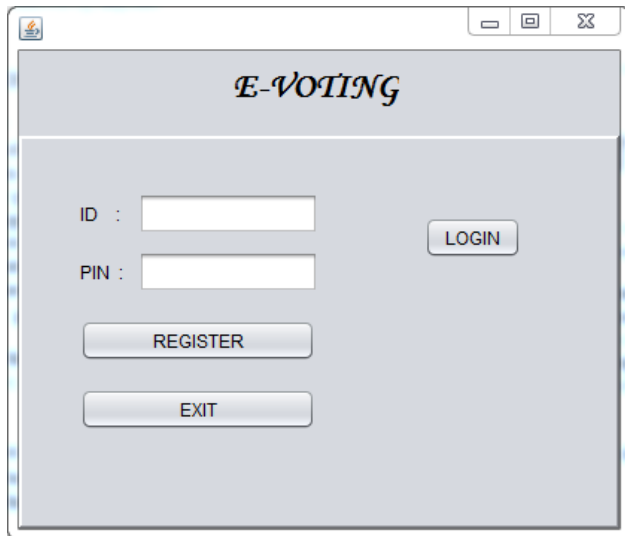 E-VOTING
ID :
LOGIN
PIN :
REGISTER
EXIT